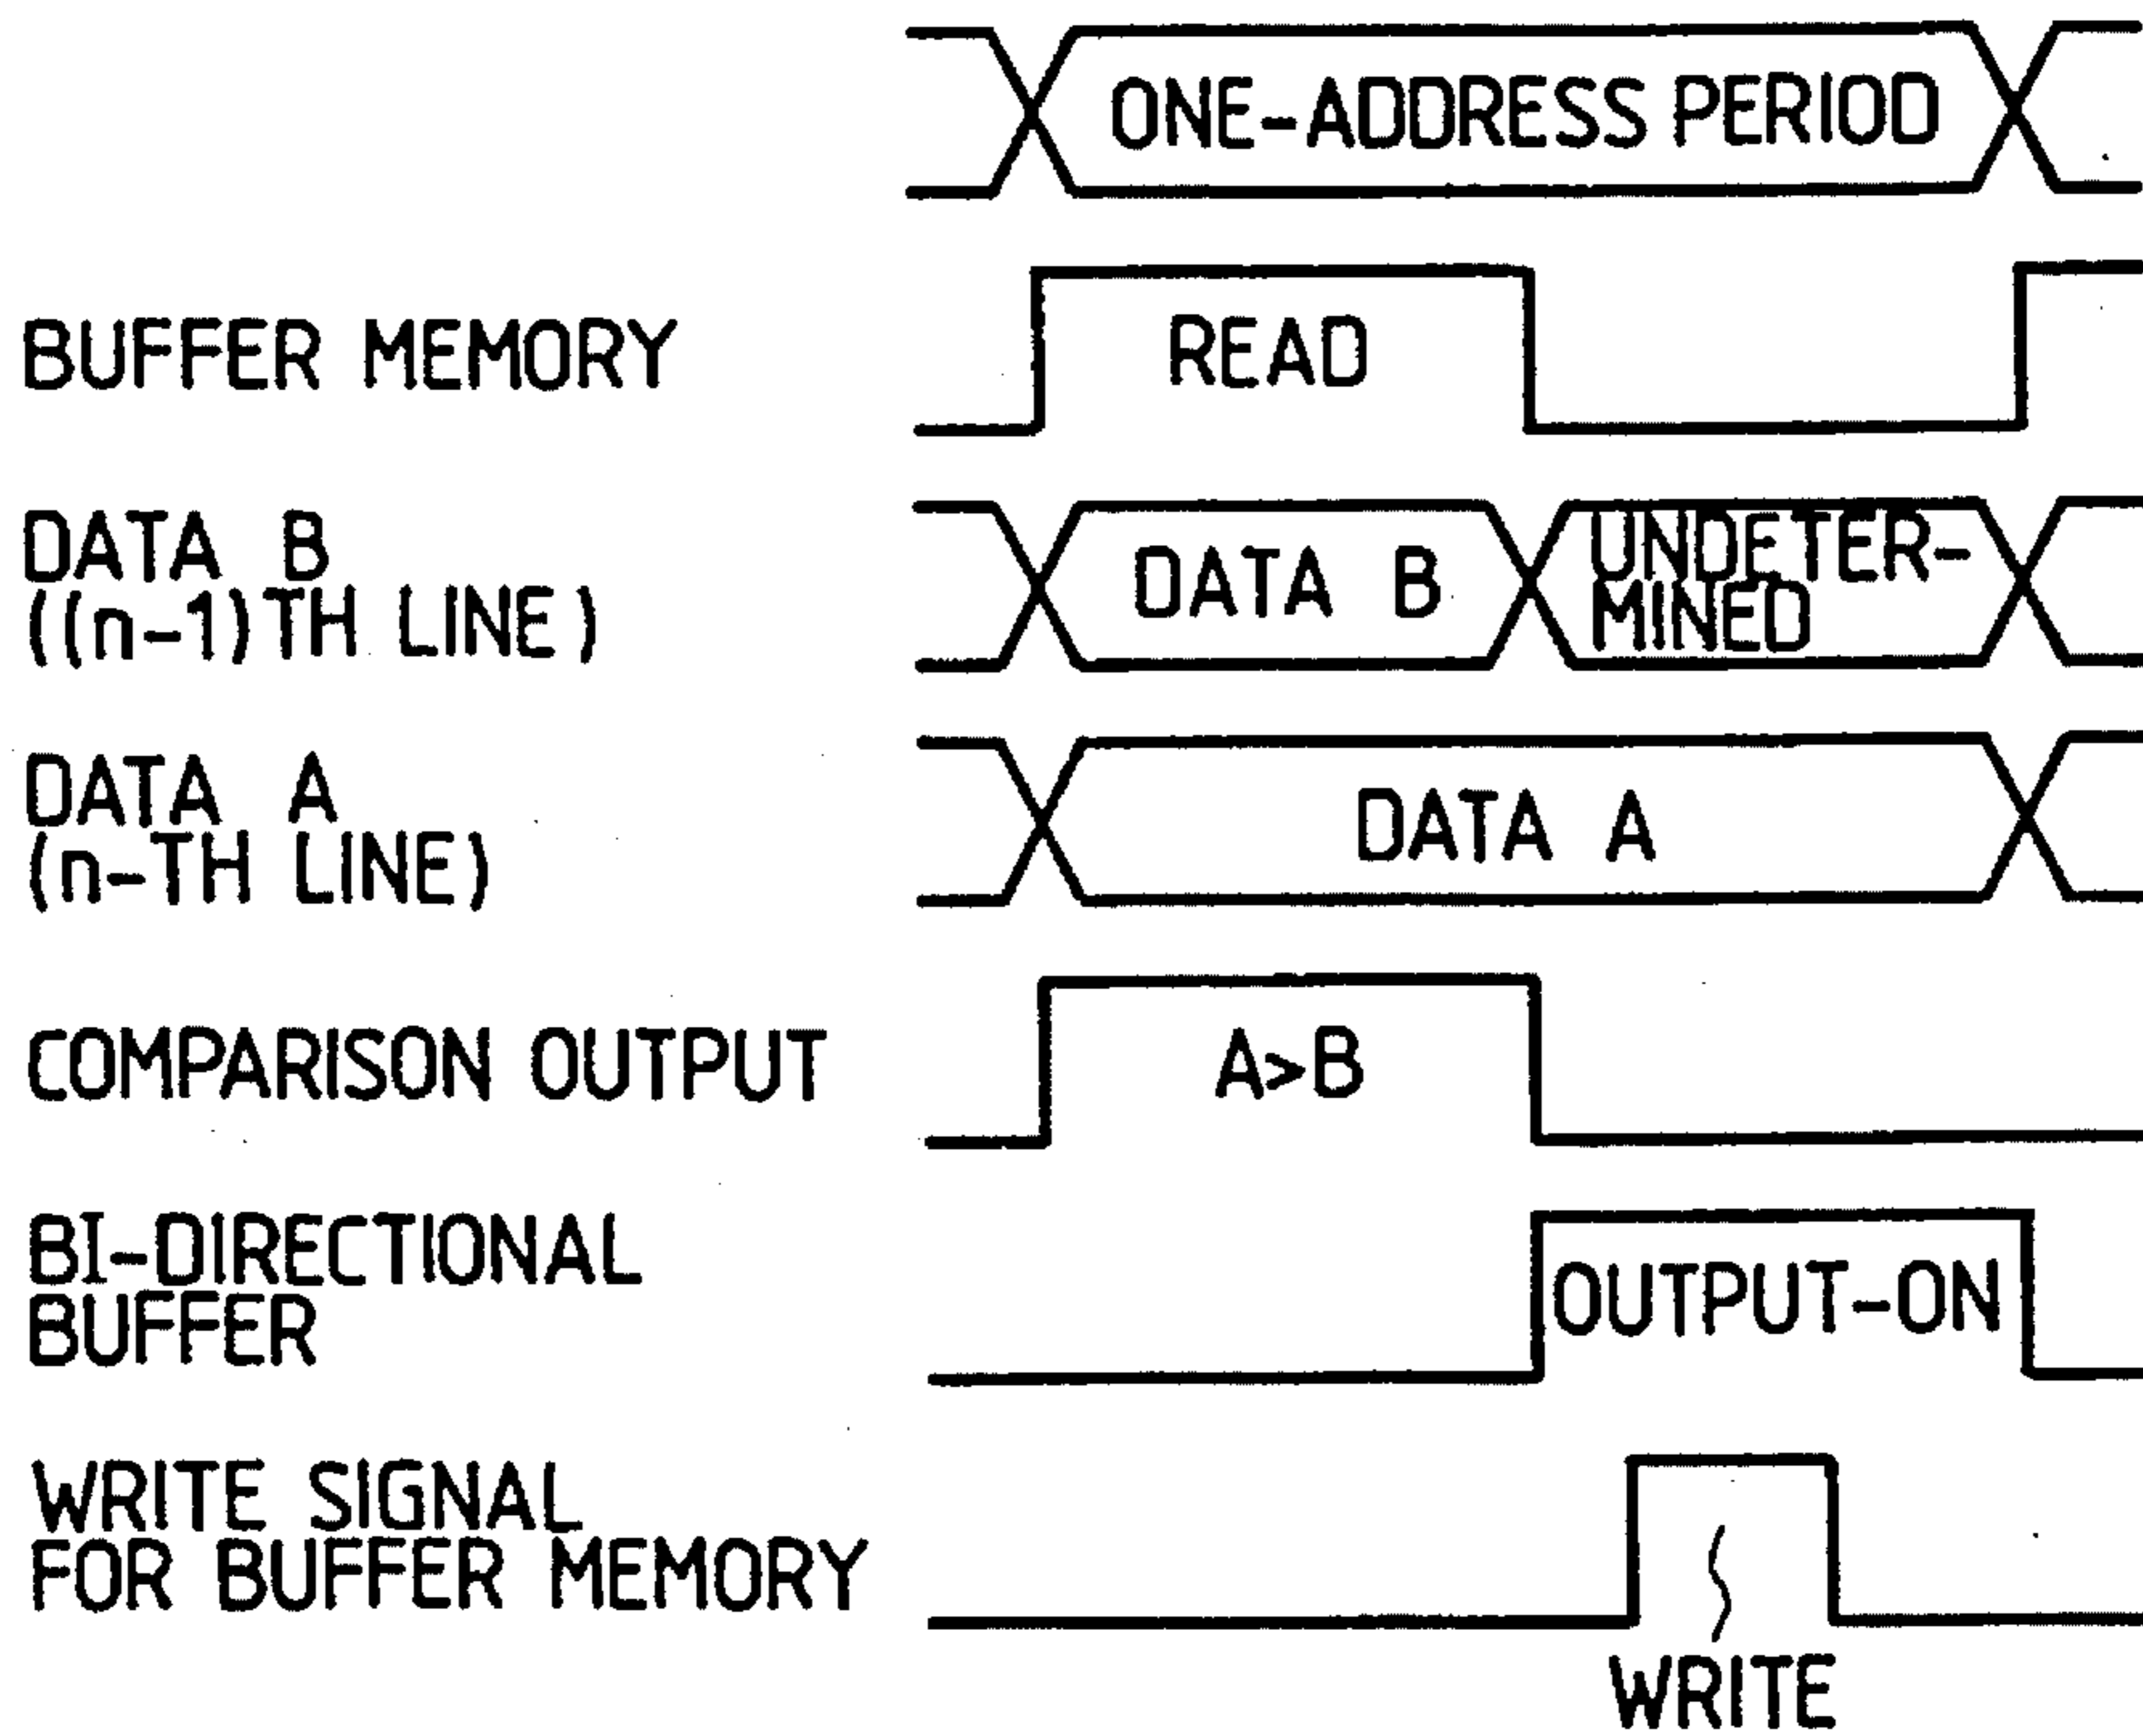 ONE-ADDRESS PERIOD
BUFFER MEMORY
READ
DATA B
((n-1)TH LINE)
DATA B
UNDETER-
MINED
DATA A
(n-TH LINE)
DATA A
COMPARISON OUTPUT
A>B
BI-DIRECTIONAL
BUFFER
OUTPUT-ON
WRITE SIGNAL
FOR BUFFER MEMORY
WRITE